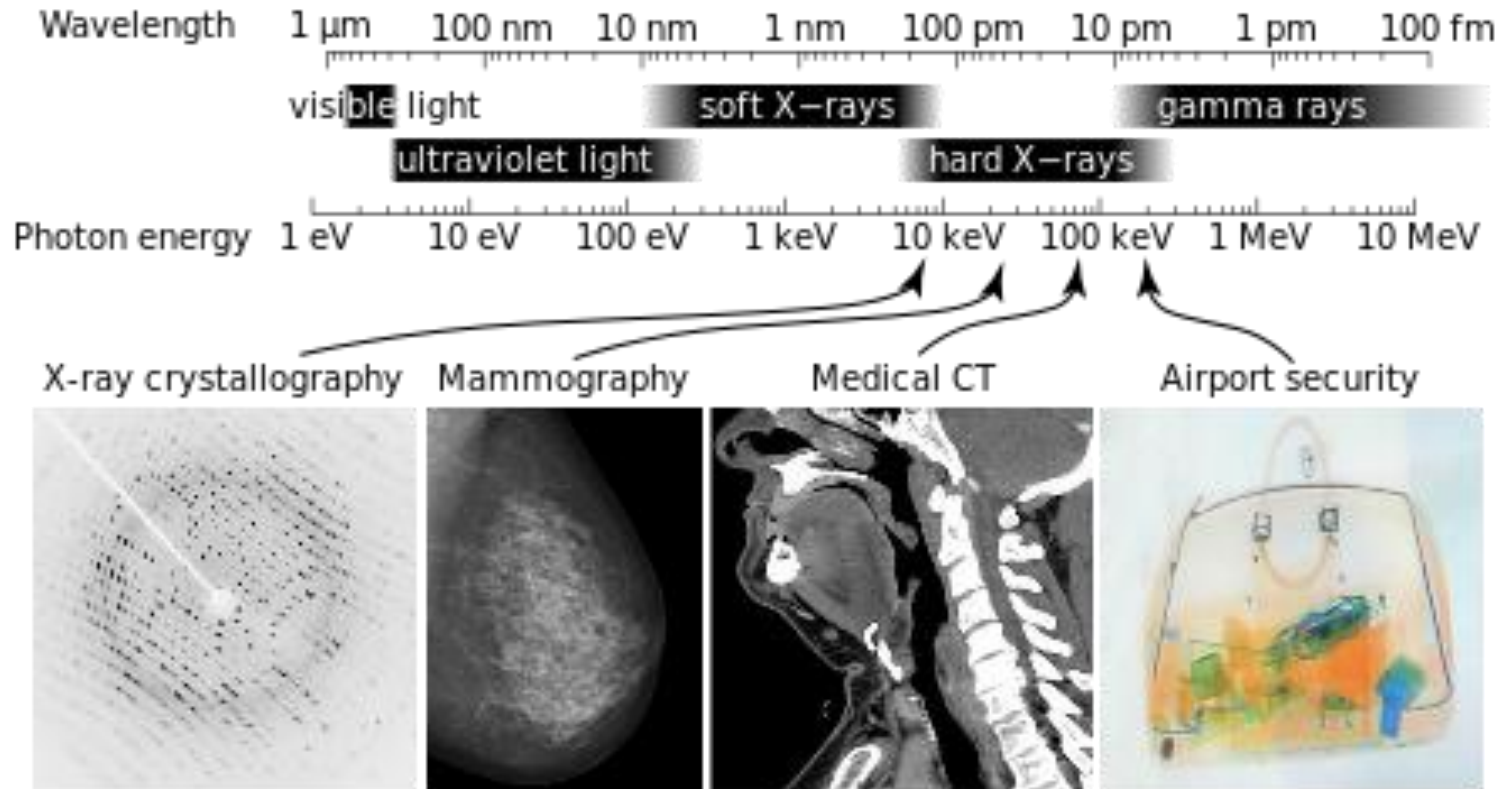 Wavelength 1 µm 100 nm 10 nm 1 nm 100 pm 10 pm 1 pm 100 fm
visible light soft X−rays gamma rays
ultraviolet light hard X−rays
Photon energy 1 eV 10 eV 100 eV 1 keV 10 keV 100 keV 1 MeV 10 MeV
X-ray crystallography Mammography Medical CT Airport security